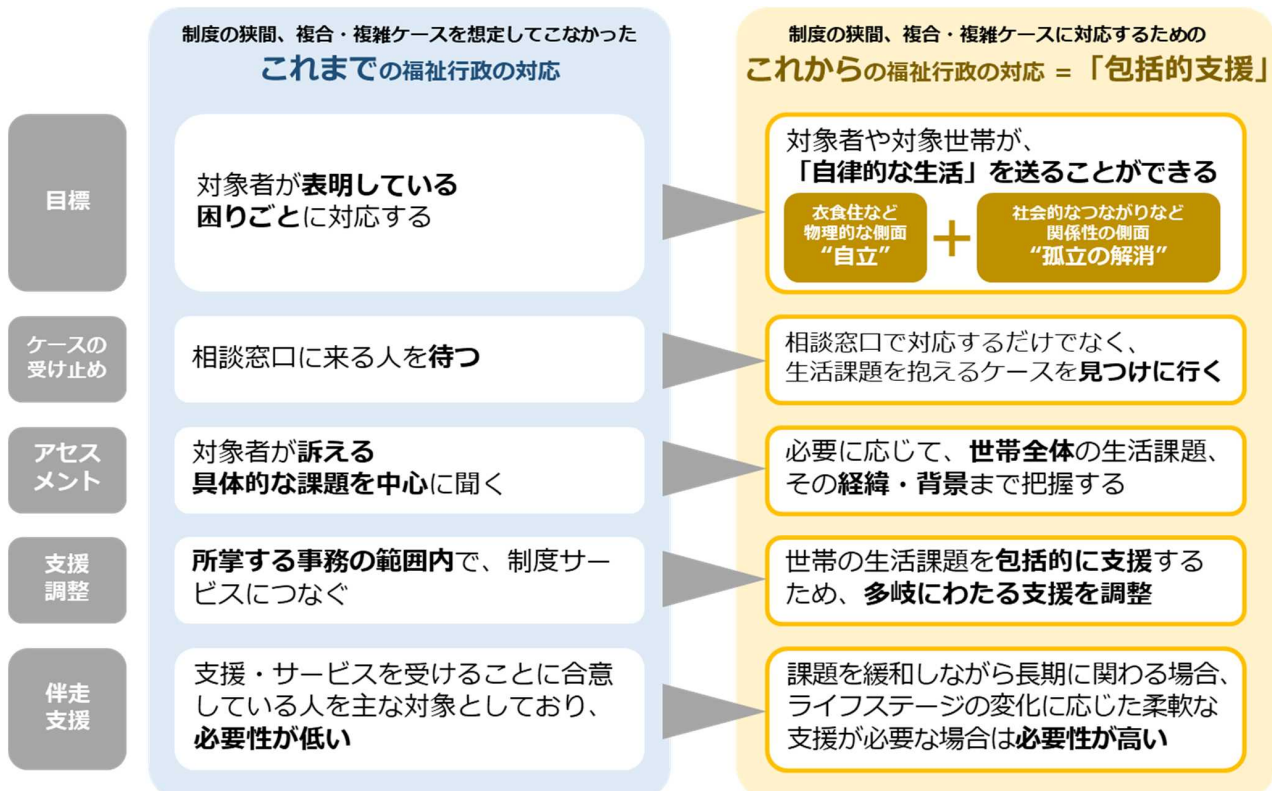 制度の狭間、複合・複雑ケースを想定してこなかった
これまでの福祉行政の対応
制度の狭間、複合・複雑ケースに対応するための
これからの福祉行政の対応 = 「包括的支援」
目標
対象者が表明している
困りごとに対応する
対象者や対象世帯が、
「自律的な生活」を送ることができる
衣食住など
物理的な側面
“自立”
+
社会的なつながりなど
関係性の側面
“孤立の解消”
ケースの
受け止め
相談窓口に来る人を待つ
相談窓口で対応するだけでなく、
生活課題を抱えるケースを見つけに行く
アセス
メント
対象者が訴える
具体的な課題を中心に聞く
必要に応じて、世帯全体の生活課題、
その経緯・背景まで把握する
支援
調整
所掌する事務の範囲内で、制度サー
ビスにつなぐ
世帯の生活課題を包括的に支援する
ため、多岐にわたる支援を調整
伴走
支援
支援・サービスを受けることに合意
している人を主な対象としており、
必要性が低い
課題を緩和しながら長期に関わる場合、
ライフステージの変化に応じた柔軟な
支援が必要な場合は必要性が高い